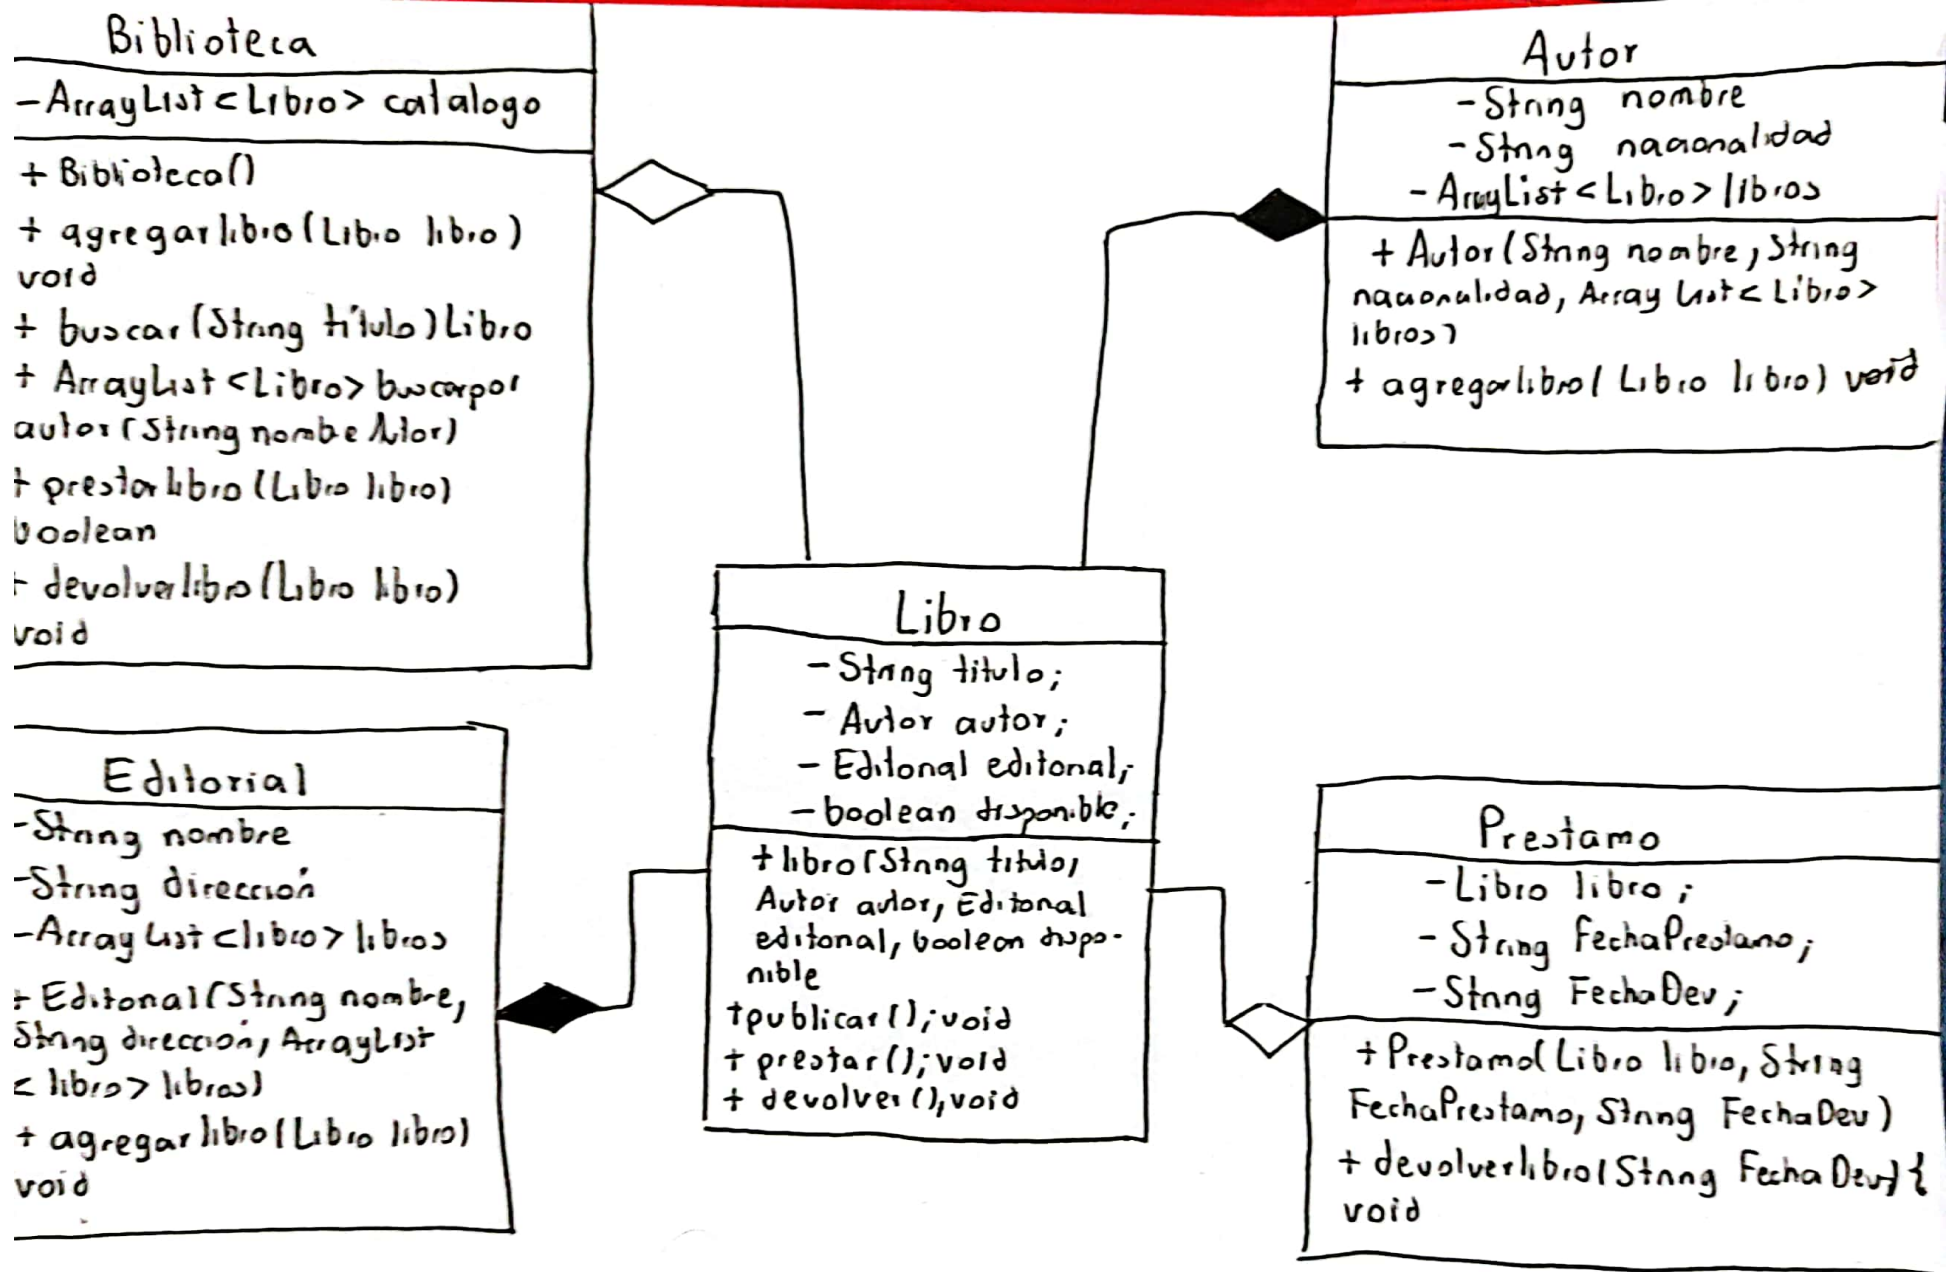 Biblioteca
-ArrayList<Libro> catalogo
+ Biblioteca()
+ agregarlibro(Libro libro)
void
+ buscar(String título)Libro
+ ArrayList<Libro>buscarpor
autor(String nombe Autor)
+ prestarlibro(Libro libro)
boolean
+ devolverlibro(Libro libro)
void
Autor
-String nombre
-String nacionalidad
-ArrayList<Libro> libros
+ Autor(String nombre, String
nacionalidad, ArrayList<Libro>
libros)
+ agregarlibro(Libro libro) void
Libro
-String titulo;
- Autor autor;
- Editorial editorial;
-boolean disponible;
+libro(String titulo,
Autor autor, Editorial
editorial, boolean dispo-
nible
+publicar();void
+ prestar();void
+ devolver(),void
Editorial
-String nombre
-String dirección
-ArrayList<libro> libros
+ Editorial(String nombre,
String dirección, ArrayList
<libro> libros)
+ agregarlibro(Libro libro)
void
Prestamo
-Libro libro;
- String FechaPrestamo;
-String FechaDev;
+Prestamo(Libro libro, String
FechaPrestamo, String FechaDev)
+ devolverlibro(String FechaDev){
void